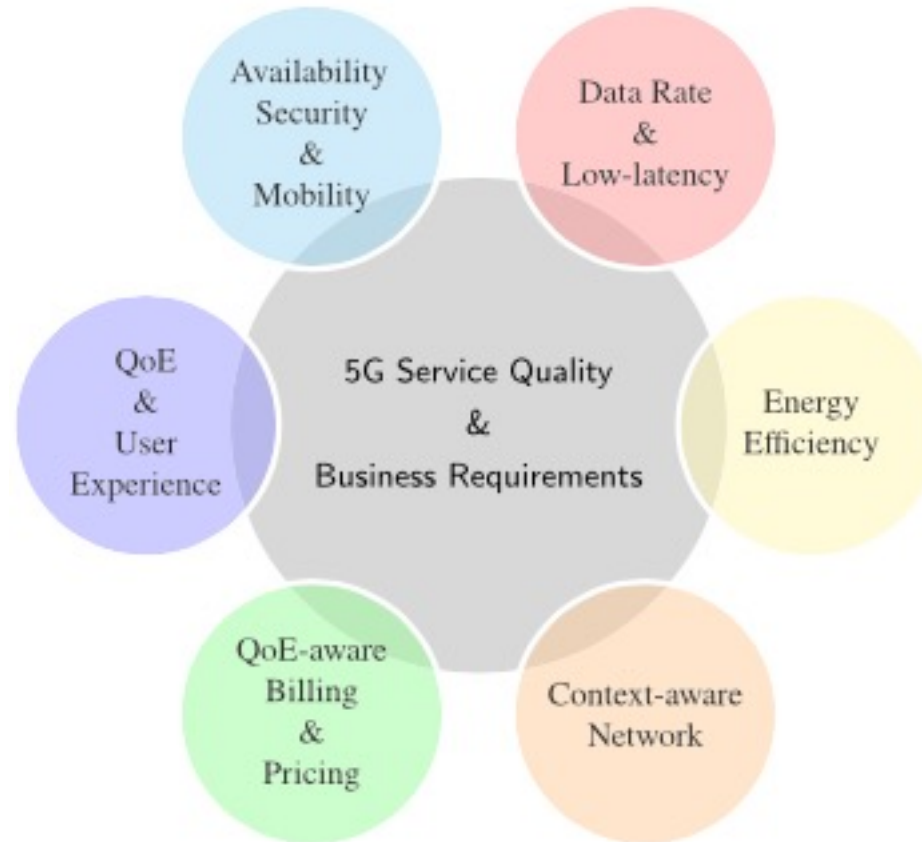 Availability
Security
&
Mobility
Data Rate
&
Low-latency
QoE
&
User
Experience
5G Service Quality
&
Business Requirements
Energy
Efficiency
QoE-aware
Billing
&
Pricing
Context-aware
Network